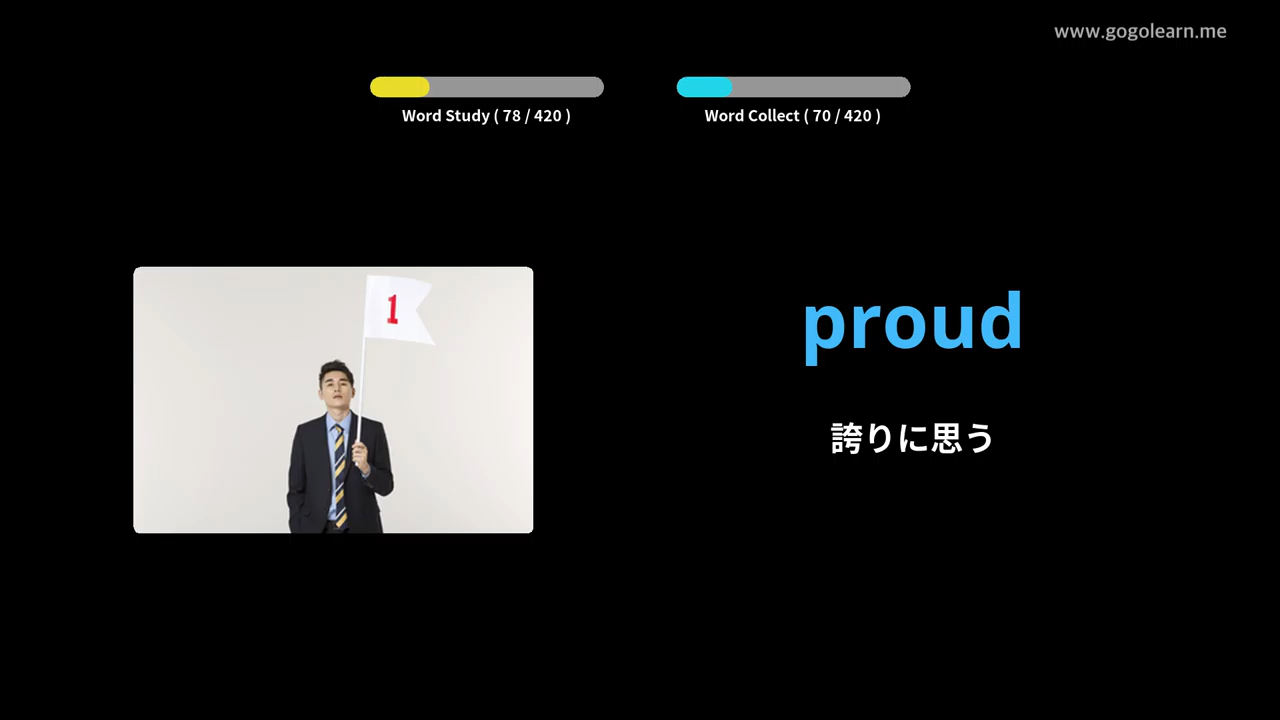 www.gogolearn.me
Word Study ( 78 / 420 )
Word Collect ( 70 / 420 )
1
proud
誇りに思う